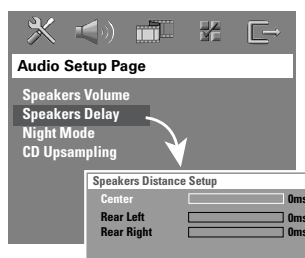 Audio Setup Page
Speakers Volume
Speakers Delay
Night Mode
CD Upsampling
Speakers Distance Setup
Center 0ms
Rear Left 0ms
Rear Right 0ms